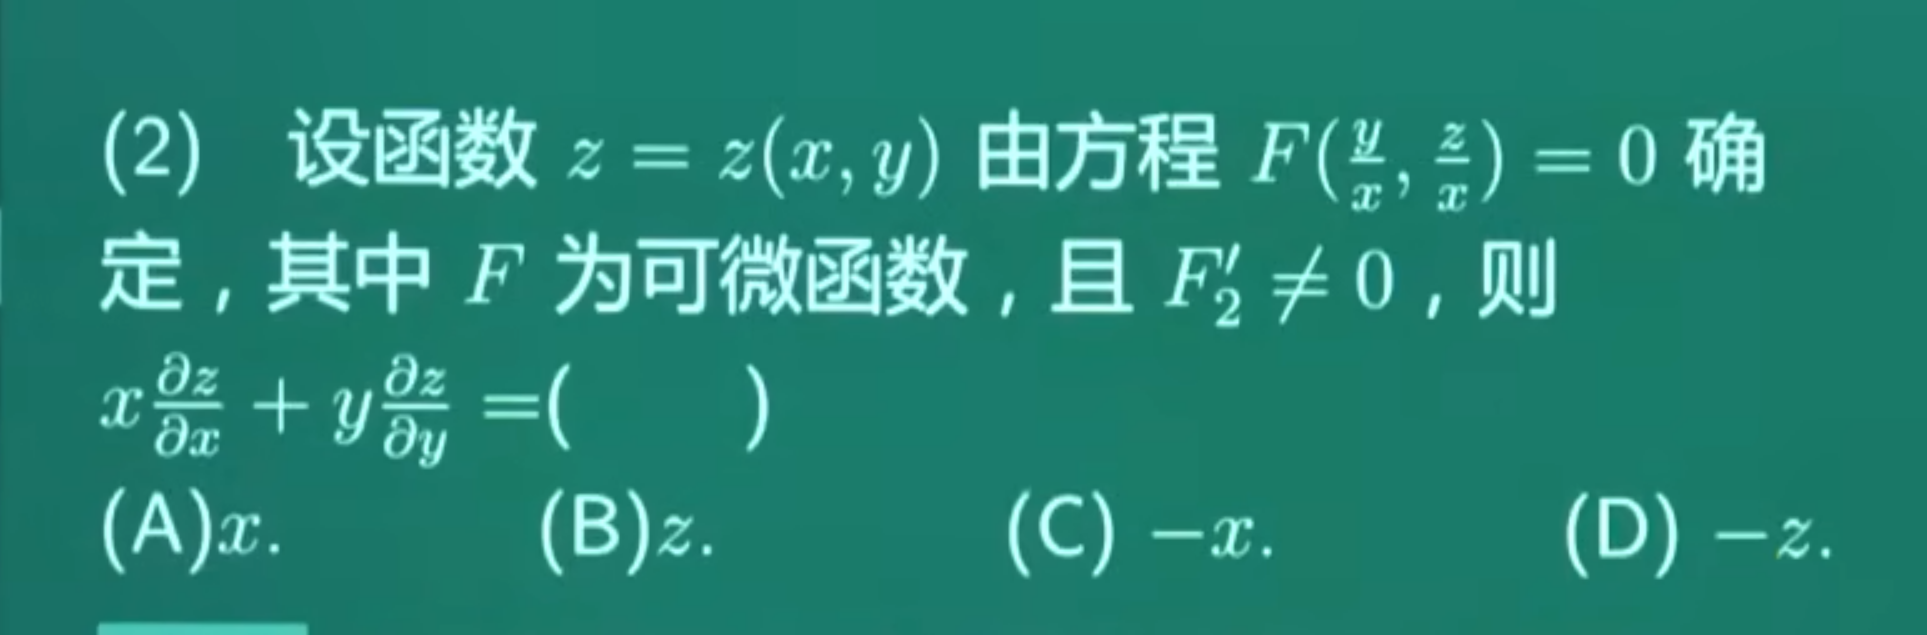 (2) 设函数 $z = z(x, y)$ 由方程 $F(\frac{y}{x}, \frac{z}{x}) = 0$ 确
定，其中 $F$ 为可微函数，且 $F_2' \neq 0$，则
$x\frac{\partial z}{\partial x} + y\frac{\partial z}{\partial y} =$( )
(A)$x$. (B)$z$. (C) $-x$. (D) $-z$.